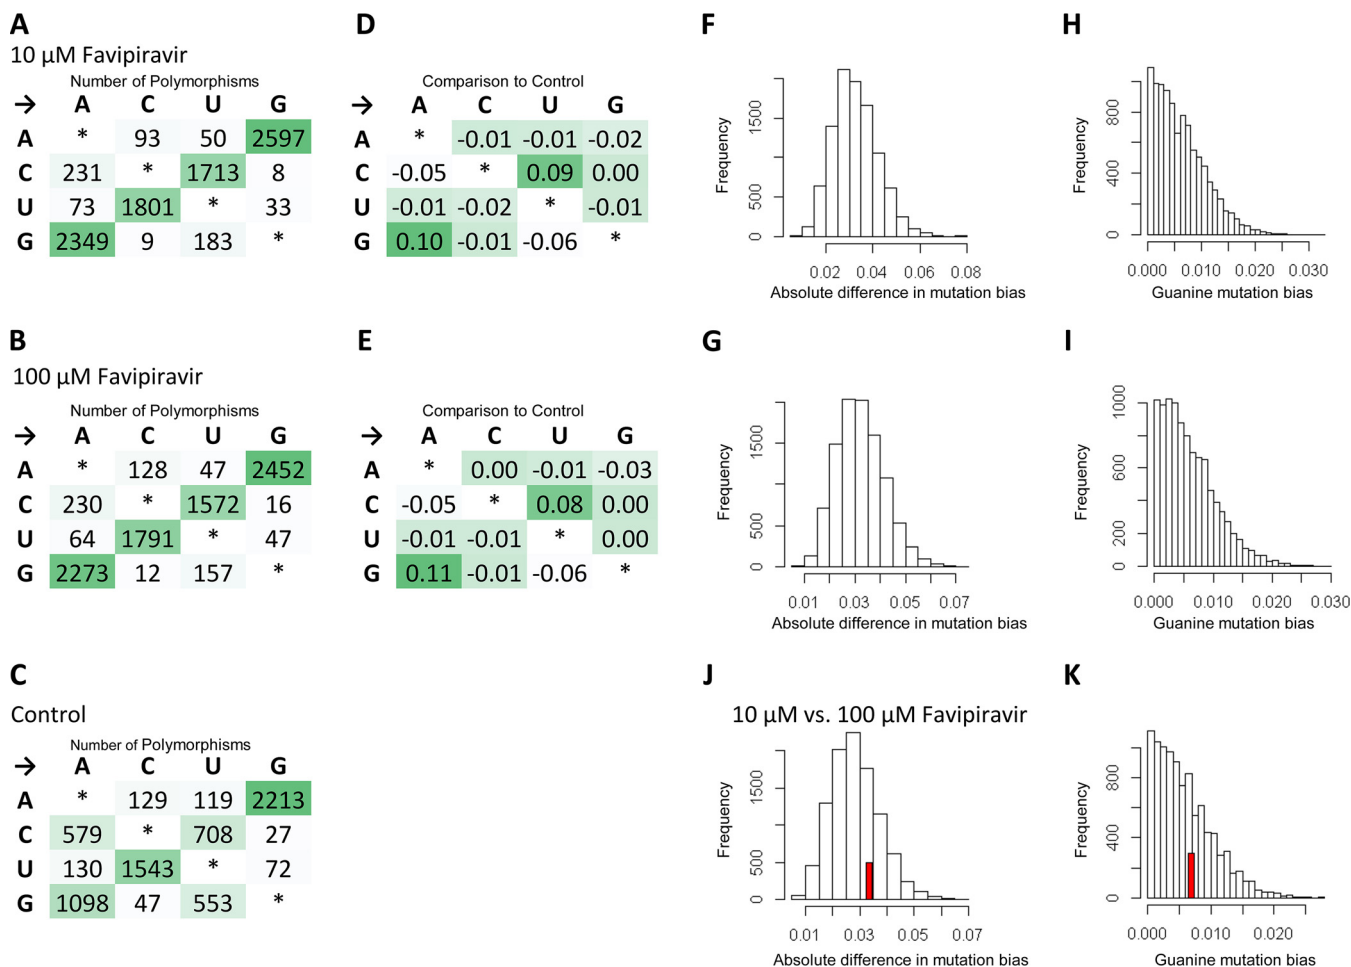 A
10 µM Favipiravir
Number of Polymorphisms
→ A C U G
A * 93 50 2597
C 231 * 1713 8
U 73 1801 * 33
G 2349 9 183 *
D
Comparison to Control
→ A C U G
A * -0.01 -0.01 -0.02
C -0.05 * 0.09 0.00
U -0.01 -0.02 * -0.01
G 0.10 -0.01 -0.06 *
F
Frequency
0 500 1500
0.02 0.04 0.06 0.08
Absolute difference in mutation bias
H
Frequency
0 400 800
0.000 0.010 0.020 0.030
Guanine mutation bias
B
100 µM Favipiravir
Number of Polymorphisms
→ A C U G
A * 128 47 2452
C 230 * 1572 16
U 64 1791 * 47
G 2273 12 157 *
E
Comparison to Control
→ A C U G
A * 0.00 -0.01 -0.03
C -0.05 * 0.08 0.00
U -0.01 -0.01 * 0.00
G 0.11 -0.01 -0.06 *
G
Frequency
0 500 1500
0.01 0.03 0.05 0.07
Absolute difference in mutation bias
I
Frequency
0 200 600 1000
0.000 0.010 0.020 0.030
Guanine mutation bias
C
Control
Number of Polymorphisms
→ A C U G
A * 129 119 2213
C 579 * 708 27
U 130 1543 * 72
G 1098 47 553 *
J
10 µM vs. 100 µM Favipiravir
Frequency
0 500 1500
0.01 0.03 0.05 0.07
Absolute difference in mutation bias
K
Frequency
0 400 800
0.000 0.010 0.020
Guanine mutation bias